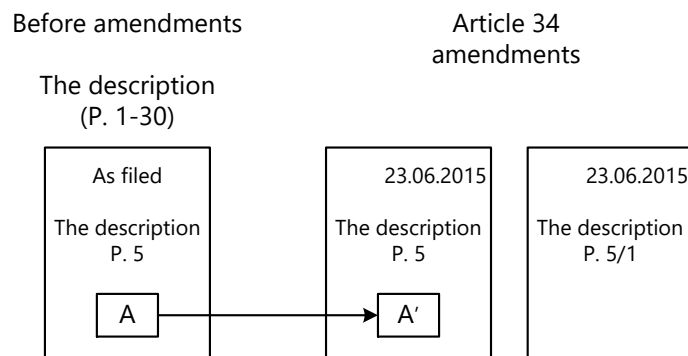 Before amendments
Article 34
amendments
The description
(P. 1-30)
As filed
The description
P. 5
A
23.06.2015
The description
P. 5
A′
23.06.2015
The description
P. 5/1